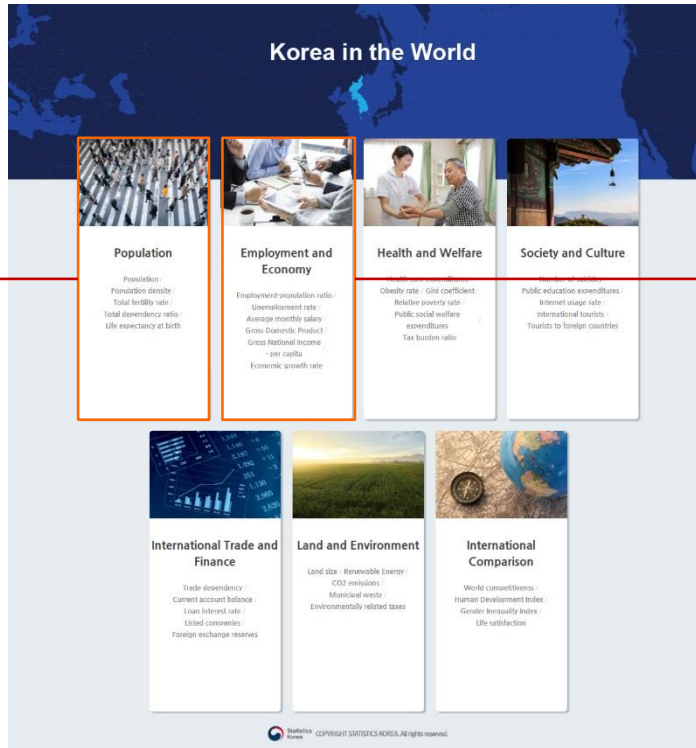 Korea in the World
Population
Population /
Population density /
Total fertility rate /
Total dependency ratio /
Life expectancy at birth
Employment and
Economy
Employment-population ratio /
Unemployment rate /
Average monthly salary /
Gross Domestic Product /
Gross National Income /
- per capita
Economic growth rate
Health and Welfare
Health care expenditures /
Obesity rate / Gini coefficient /
Relative poverty rate /
Public social welfare /
expenditures
Tax burden ratio
Society and Culture
Public education expenditures /
Internet usage rate /
International tourists /
Tourists to foreign countries
International Trade and
Finance
Trade dependency /
Current account balance /
Loan interest rate /
Listed companies /
Foreign exchange reserves
Land and Environment
Land size / Renewable Energy /
CO2 emissions /
Municipal waste /
Environmentally related taxes
International
Comparison
World competitivenss /
Human Development Index /
Gender Inequality Index /
Life satisfaction
Statistics
Korea
COPYRIGHT STATISTICS KOREA. All rights reserved.